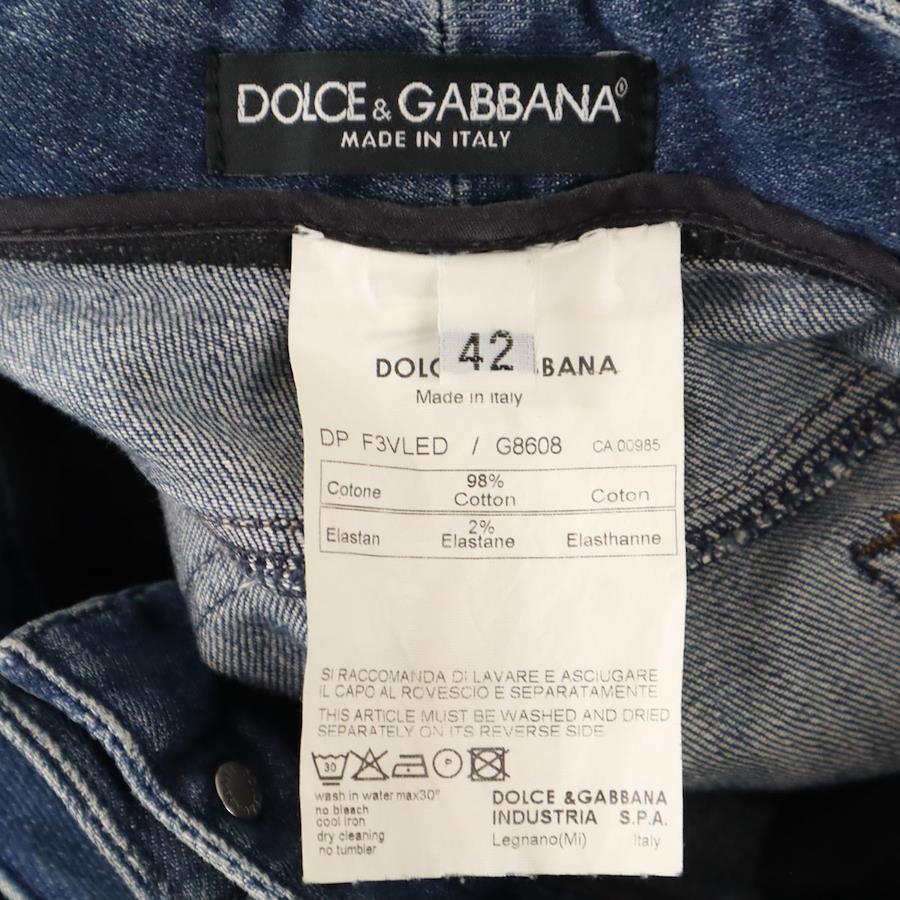 DOLCE & GABBANA®
MADE IN ITALY
42
DOLC BANA
Made in Italy
DP F3VLED / G8608 CA 00985
98%
Cotone Cotton Coton
2%
Elastan Elastane Elasthanne
SI RACCOMANDA DI LAVARE E ASCIUGARE
IL CAPO AL ROVESCIO E SEPARATAMENTE
THIS ARTICLE MUST BE WASHED AND DRIED
SEPARATELY ON ITS REVERSE SIDE
30 P
wash in water max30°
no bleach
cool iron
dry cleaning
no tumbler
DOLCE &GABBANA
INDUSTRIA S.P.A.
Legnano(Mi) Italy